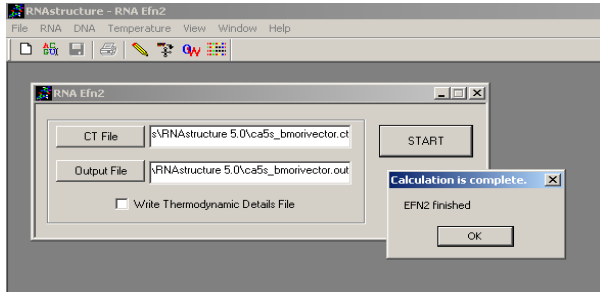 RNAstructure - RNA Efn2
File RNA DNA Temperature View Window Help
RNA Efn2
CT File
s\RNAstructure 5.0\ca5s_bmorivector.ct
START
Output File
\RNAstructure 5.0\ca5s_bmorivector.out
Write Thermodynamic Details File
Calculation is complete.
EFN2 finished
OK